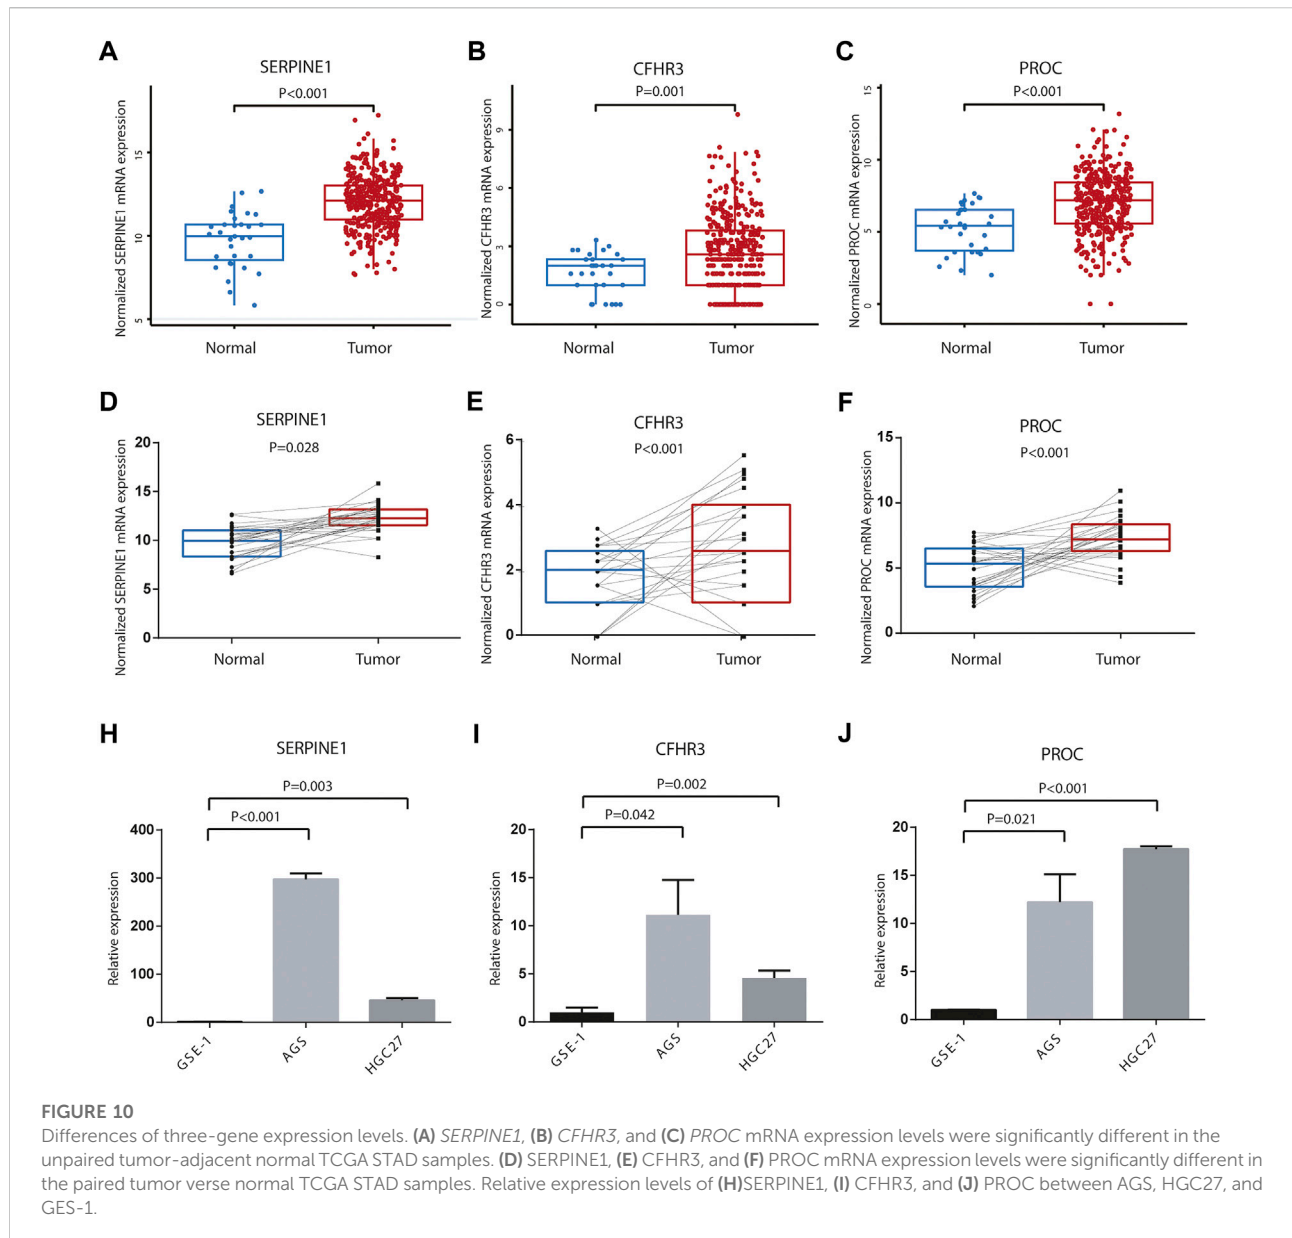 A
SERPINE1
P<0.001
Normalized SERPINE1 mRNA expression
15
10
5
Normal Tumor
B
CFHR3
P=0.001
Normalized CFHR3 mRNA expression
9
6
3
0
Normal Tumor
C
PROC
P<0.001
Normalized PROC mRNA expression
15
10
5
0
Normal Tumor
D
SERPINE1
P=0.028
Normalized SERPINE1 mRNA expression
20
15
10
5
0
Normal Tumor
E
CFHR3
P<0.001
Normalized CFHR3 mRNA expression
6
4
2
0
Normal Tumor
F
PROC
P<0.001
Normalized PROC mRNA expression
15
10
5
0
Normal Tumor
H
SERPINE1
P=0.003
P<0.001
Relative expression
400
300
200
100
0
GSE-1 AGS HGC27
I
CFHR3
P=0.002
P=0.042
Relative expression
20
15
10
5
0
GSE-1 AGS HGC27
J
PROC
P<0.001
P=0.021
Relative expression
20
15
10
5
0
GSE-1 AGS HGC27
FIGURE 10
Differences of three-gene expression levels. (A) SERPINE1, (B) CFHR3, and (C) PROC mRNA expression levels were significantly different in the
unpaired tumor-adjacent normal TCGA STAD samples. (D) SERPINE1, (E) CFHR3, and (F) PROC mRNA expression levels were significantly different in
the paired tumor verse normal TCGA STAD samples. Relative expression levels of (H)SERPINE1, (I) CFHR3, and (J) PROC between AGS, HGC27, and
GES-1.